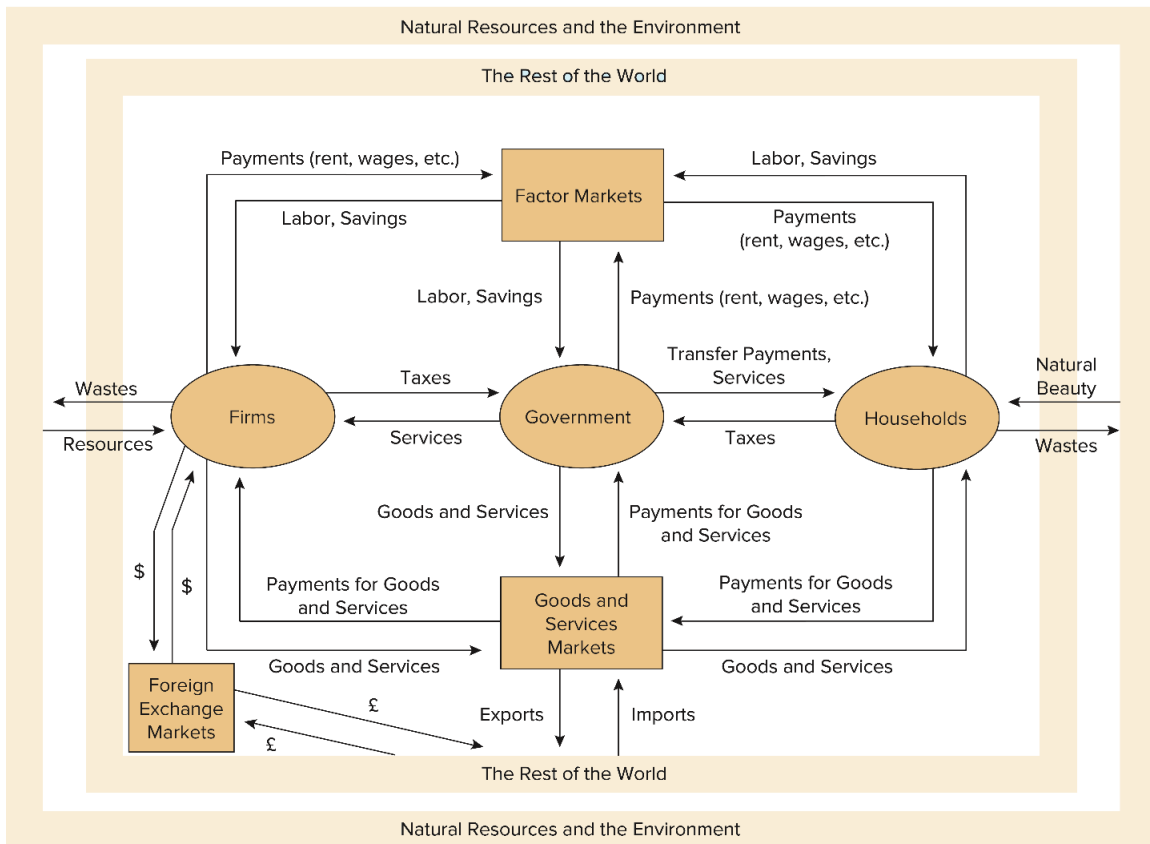 Natural Resources and the Environment
The Rest of the World
Payments (rent, wages, etc.)
Labor, Savings
Factor Markets
Labor, Savings
Payments
(rent, wages, etc.)
Labor, Savings
Payments (rent, wages, etc.)
Transfer Payments,
Services
Taxes
Natural
Beauty
Wastes
Firms
Government
Households
Resources
Services
Taxes
Wastes
Goods and Services
Payments for Goods
and Services
$
$
Payments for Goods
and Services
Goods and
Services
Markets
Payments for Goods
and Services
Goods and Services
Goods and Services
Foreign
Exchange
Markets
£
£
Exports
Imports
The Rest of the World
Natural Resources and the Environment